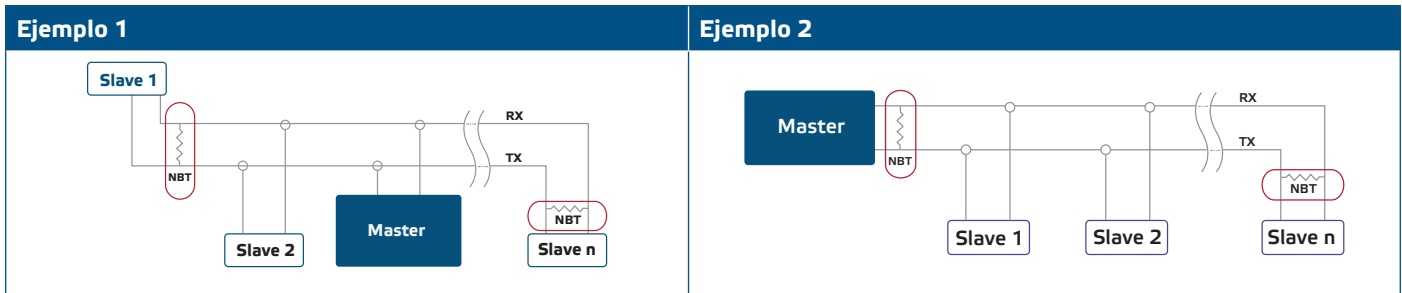 Ejemplo 1
Slave 1
RX
TX
NBT
NBT
Master
Slave 2
Slave n
Ejemplo 2
Master
RX
TX
NBT
NBT
Slave 1
Slave 2
Slave n